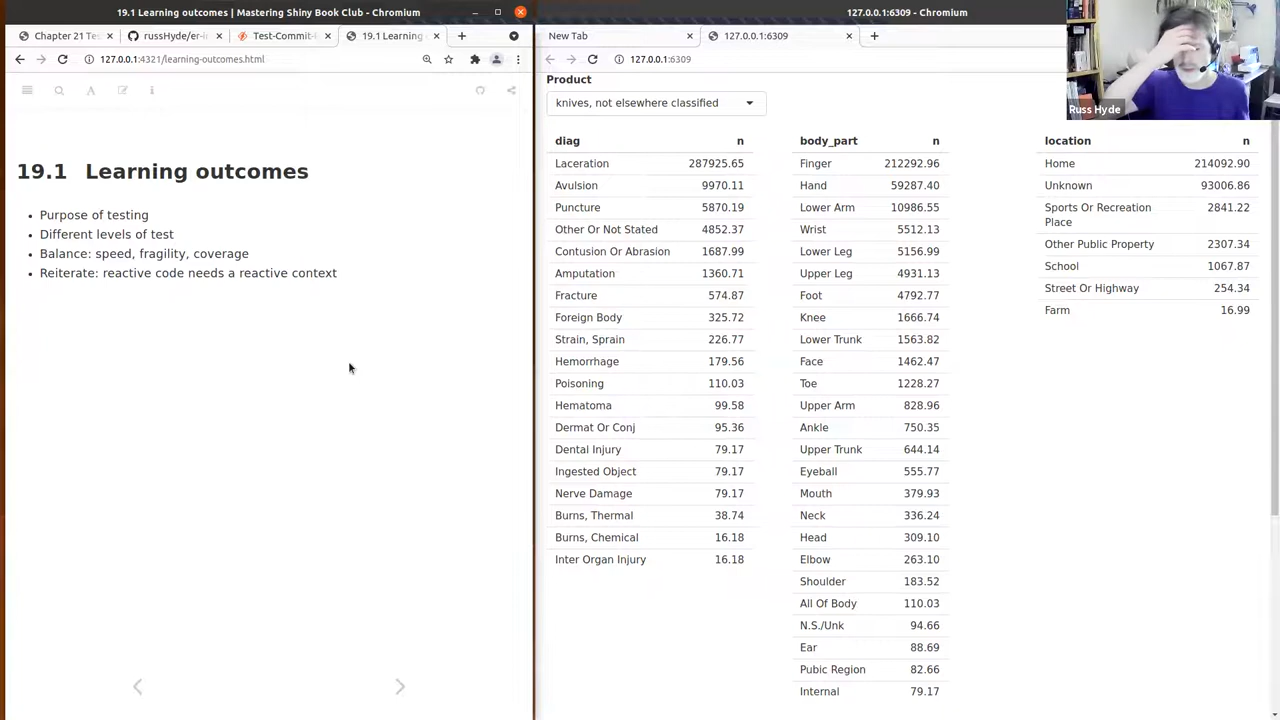 19.1 Learning outcomes | Mastering Shiny Book Club - Chromium
127.0.0.1:6309 - Chromium
Chapter 21 Te
russHyde/er-i
Test-Commit-
19.1 Learning
New Tab
127.0.0.1:6309
127.0.0.1:4321/learning-outcomes.html
127.0.0.1:6309
19.1 Learning outcomes
Purpose of testing
Different levels of test
Balance: speed, fragility, coverage
Reiterate: reactive code needs a reactive context
Product
knives, not elsewhere classified
diag n
Laceration 287925.65
Avulsion 9970.11
Puncture 5870.19
Other Or Not Stated 4852.37
Contusion Or Abrasion 1687.99
Amputation 1360.71
Fracture 574.87
Foreign Body 325.72
Strain, Sprain 226.77
Hemorrhage 179.56
Poisoning 110.03
Hematoma 99.58
Dermat Or Conj 95.36
Dental Injury 79.17
Ingested Object 79.17
Nerve Damage 79.17
Burns, Thermal 38.74
Burns, Chemical 16.18
Inter Organ Injury 16.18
body_part n
Finger 212292.96
Hand 59287.40
Lower Arm 10986.55
Wrist 5512.13
Lower Leg 5156.99
Upper Leg 4931.13
Foot 4792.77
Knee 1666.74
Lower Trunk 1563.82
Face 1462.47
Toe 1228.27
Upper Arm 828.96
Ankle 750.35
Upper Trunk 644.14
Eyeball 555.77
Mouth 379.93
Neck 336.24
Head 309.10
Elbow 263.10
Shoulder 183.52
All Of Body 110.03
N.S./Unk 94.66
Ear 88.69
Pubic Region 82.66
Internal 79.17
location n
Home 214092.90
Unknown 93006.86
Sports Or Recreation 2841.22
Place
Other Public Property 2307.34
School 1067.87
Street Or Highway 254.34
Farm 16.99
Russ Hyde